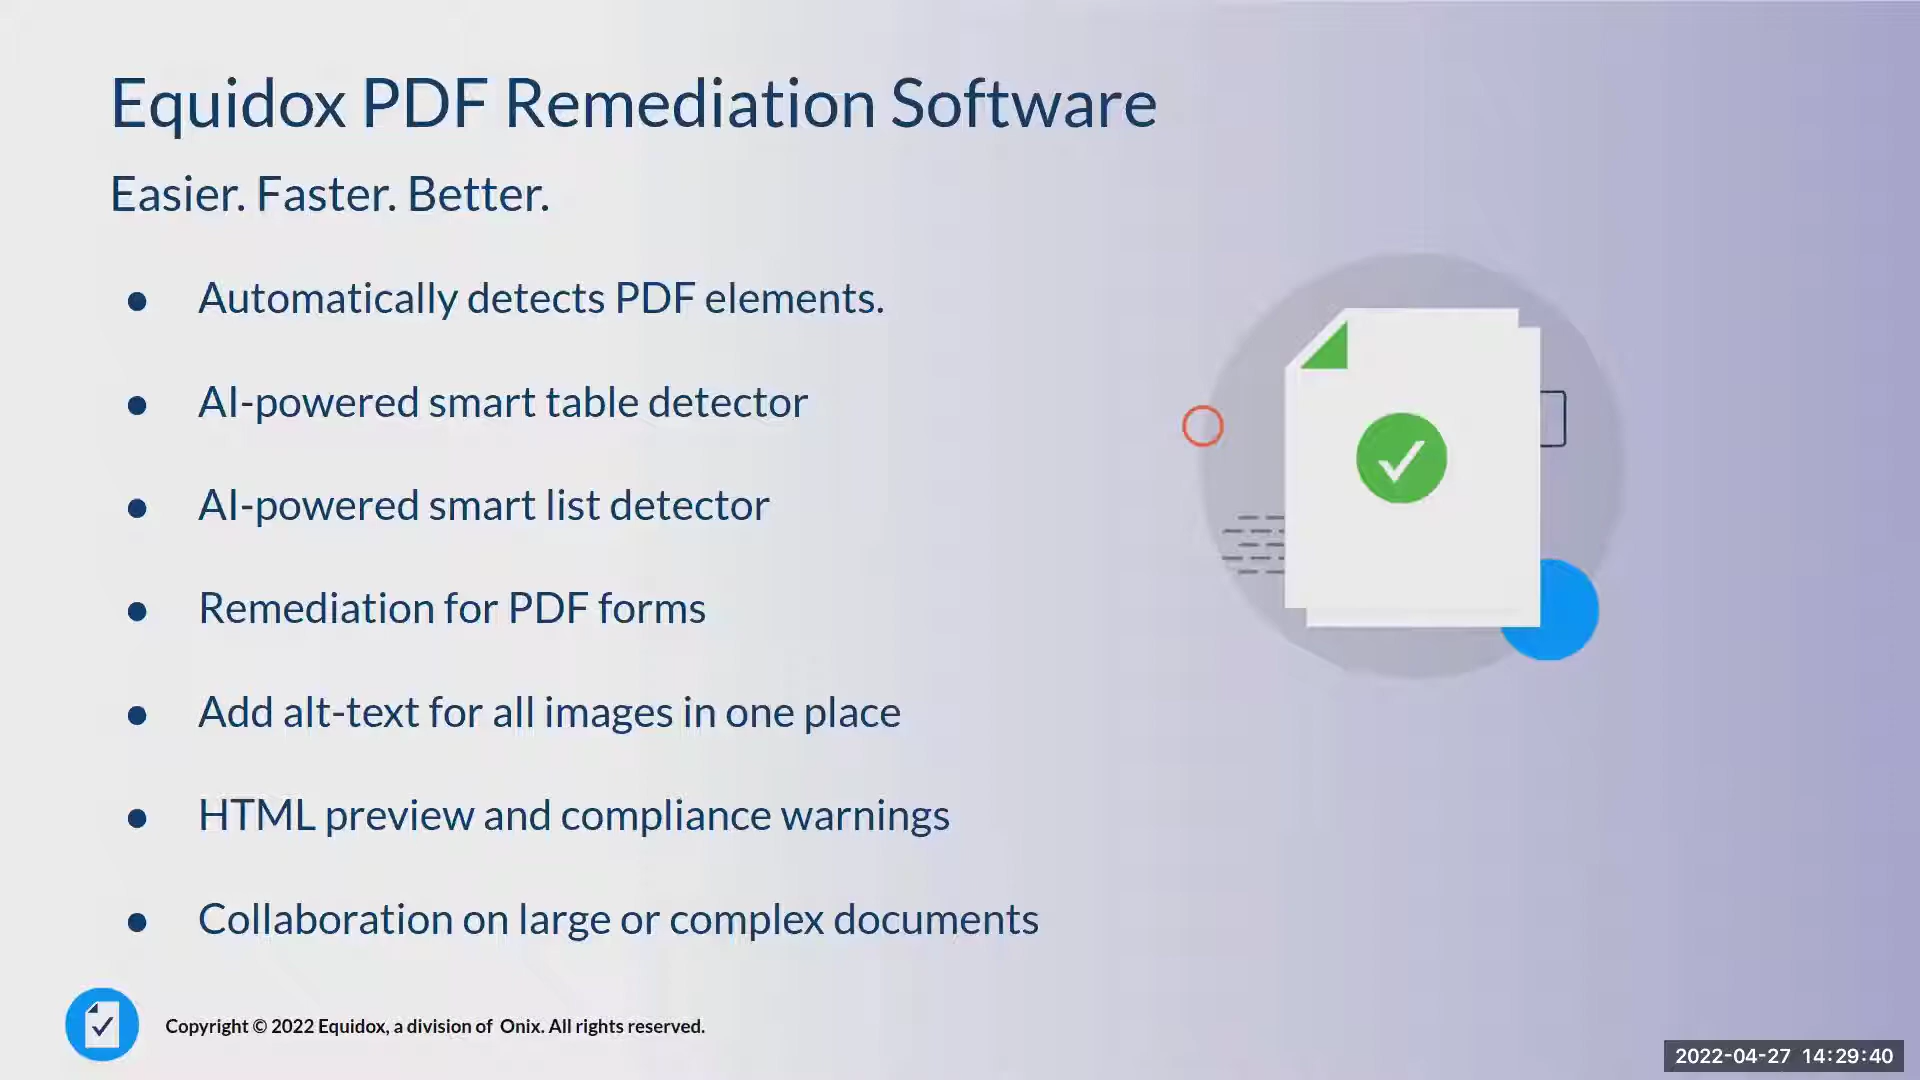 Equidox PDF Remediation Software
Easier. Faster. Better.
● Automatically detects PDF elements.
● AI-powered smart table detector
● AI-powered smart list detector
● Remediation for PDF forms
● Add alt-text for all images in one place
● HTML preview and compliance warnings
● Collaboration on large or complex documents
Copyright © 2022 Equidox, a division of Onix. All rights reserved.
2022-04-27 14:29:40